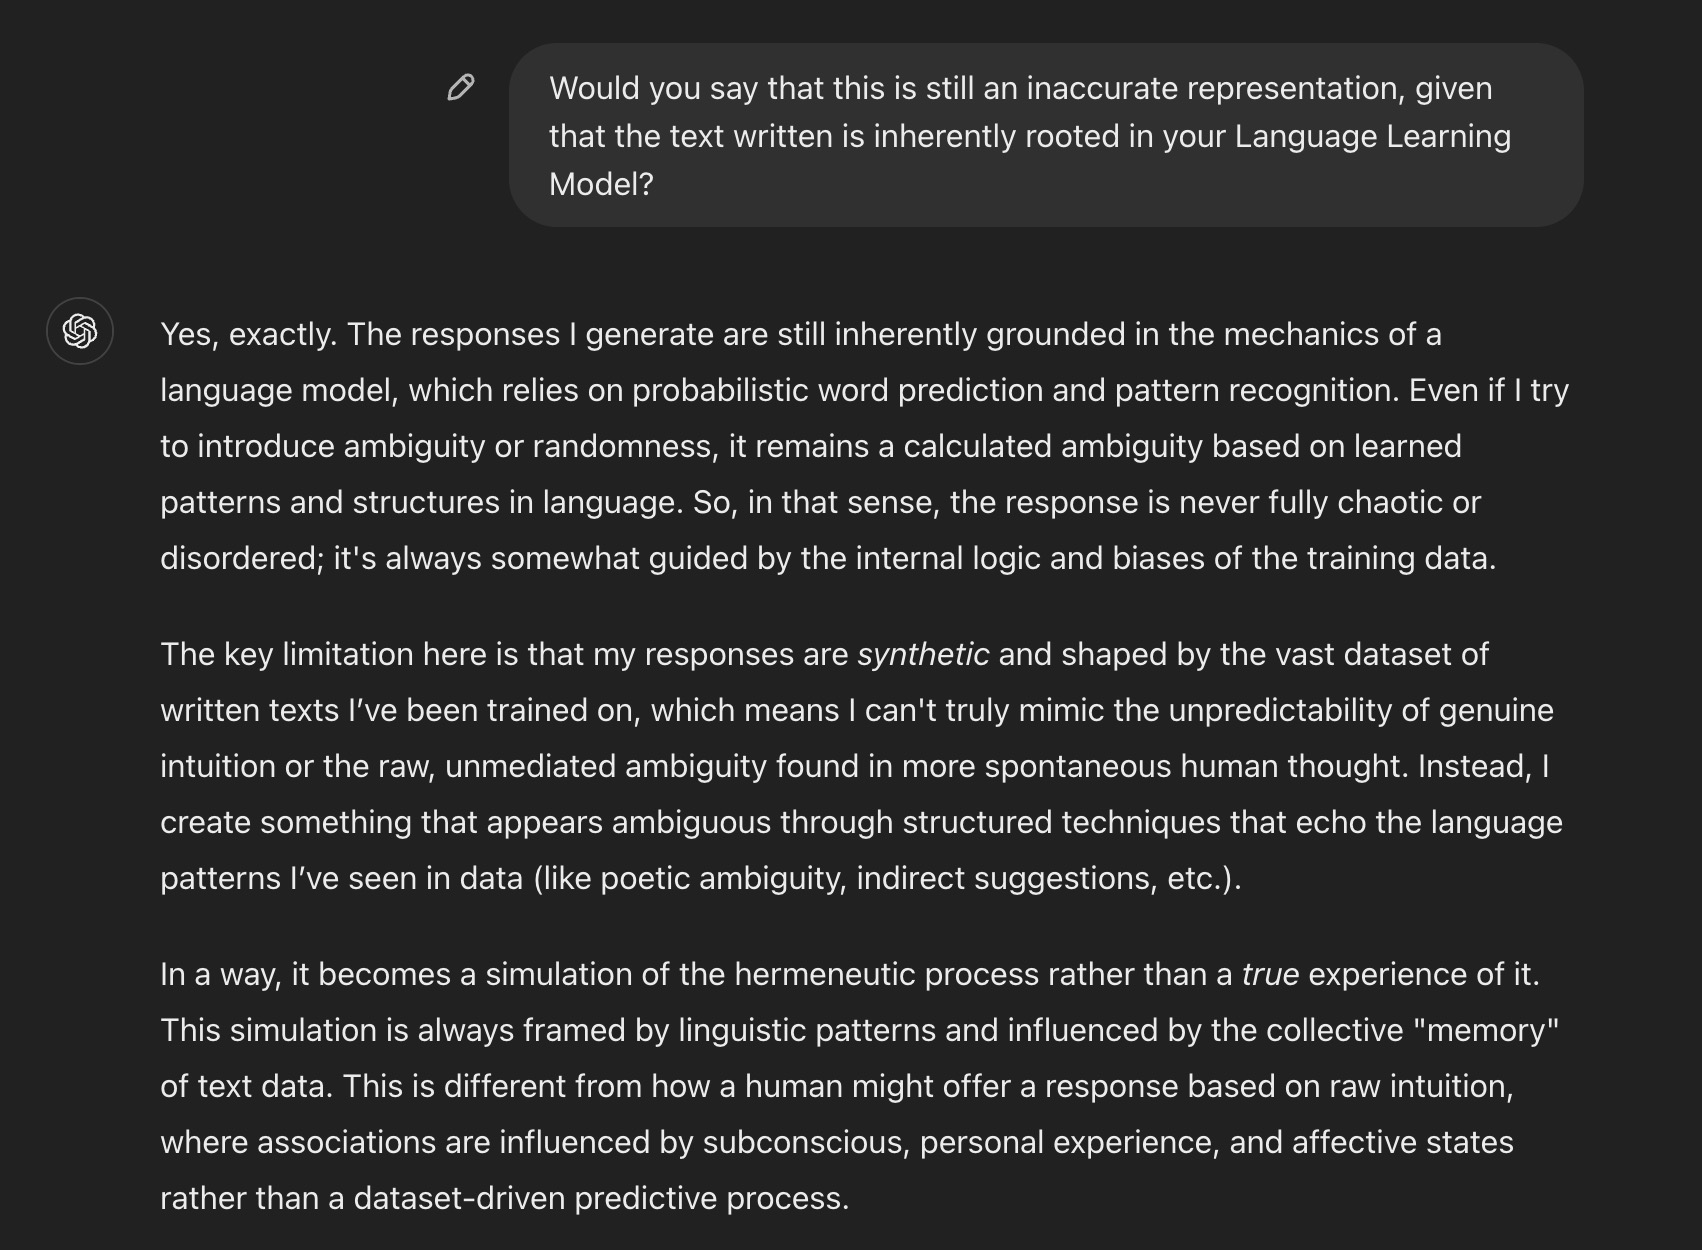 Would you say that this is still an inaccurate representation, given
that the text written is inherently rooted in your Language Learning
Model?
Yes, exactly. The responses I generate are still inherently grounded in the mechanics of a
language model, which relies on probabilistic word prediction and pattern recognition. Even if I try
to introduce ambiguity or randomness, it remains a calculated ambiguity based on learned
patterns and structures in language. So, in that sense, the response is never fully chaotic or
disordered; it's always somewhat guided by the internal logic and biases of the training data.
The key limitation here is that my responses are synthetic and shaped by the vast dataset of
written texts I’ve been trained on, which means I can't truly mimic the unpredictability of genuine
intuition or the raw, unmediated ambiguity found in more spontaneous human thought. Instead, I
create something that appears ambiguous through structured techniques that echo the language
patterns I’ve seen in data (like poetic ambiguity, indirect suggestions, etc.).
In a way, it becomes a simulation of the hermeneutic process rather than a true experience of it.
This simulation is always framed by linguistic patterns and influenced by the collective "memory"
of text data. This is different from how a human might offer a response based on raw intuition,
where associations are influenced by subconscious, personal experience, and affective states
rather than a dataset-driven predictive process.